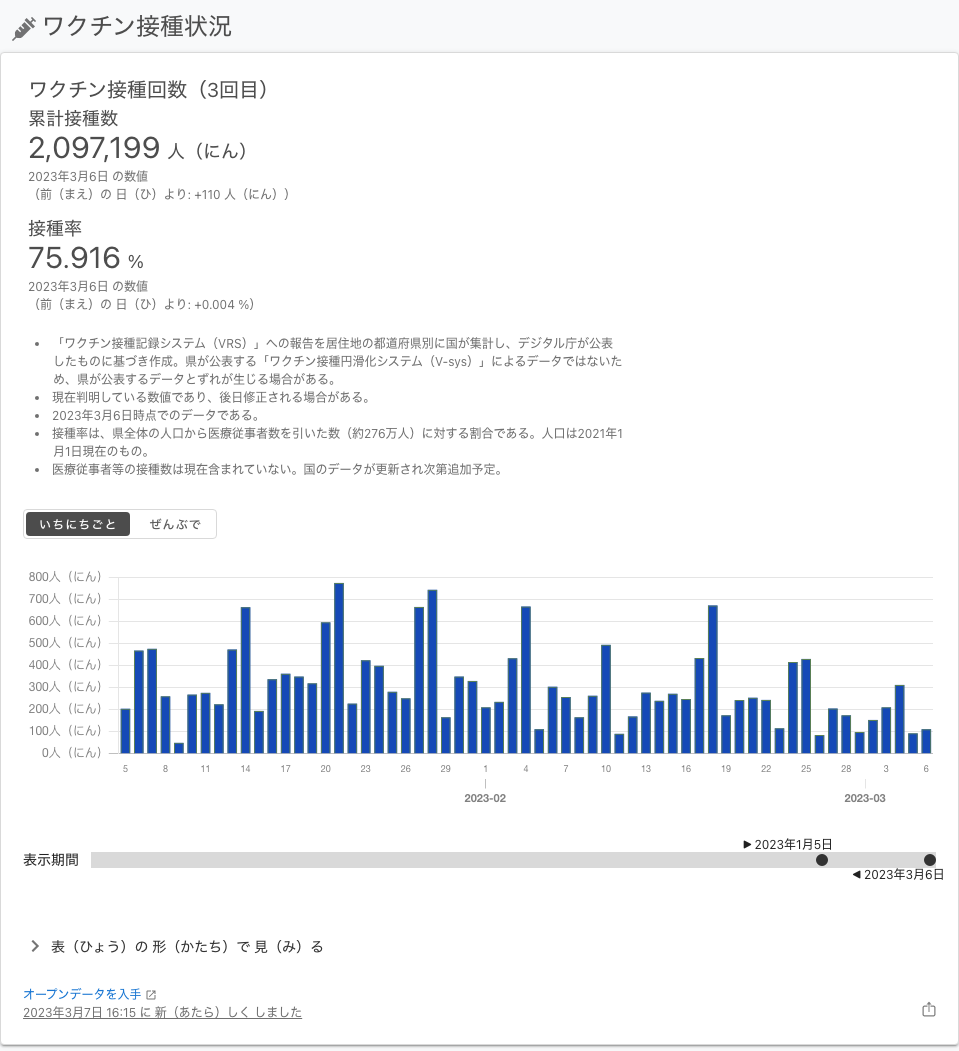 ワクチン接種状況
ワクチン接種回数（3回目）
累計接種数
2,097,199 人（にん）
2023年3月6日 の数値
（前（まえ）の 日（ひ）より: +110 人（にん））
接種率
75.916 %
2023年3月6日 の数値
（前（まえ）の 日（ひ）より: +0.004 %）
• 「ワクチン接種記録システム（VRS）」への報告を居住地の都道府県別に国が集計し、デジタル庁が公表
したものに基づき作成。県が公表する「ワクチン接種円滑化システム（V-sys）」によるデータではないた
め、県が公表するデータとずれが生じる場合がある。
• 現在判明している数値であり、後日修正される場合がある。
• 2023年3月6日時点でのデータである。
• 接種率は、県全体の人口から医療従事者数を引いた数（約276万人）に対する割合である。人口は2021年1
月1日現在のもの。
• 医療従事者等の接種数は現在含まれていない。国のデータが更新され次第追加予定。
いちにちごと ぜんぶで
800人（にん）
700人（にん）
600人（にん）
500人（にん）
400人（にん）
300人（にん）
200人（にん）
100人（にん）
0人（にん）
5 8 11 14 17 20 23 26 29 1 4 7 10 13 16 19 22 25 28 3 6
2023-02 2023-03
▶ 2023年1月5日
表示期間
◀ 2023年3月6日
表（ひょう）の 形（かたち）で 見（み）る
オープンデータを入手
2023年3月7日 16:15 に 新（あたら）しく しました